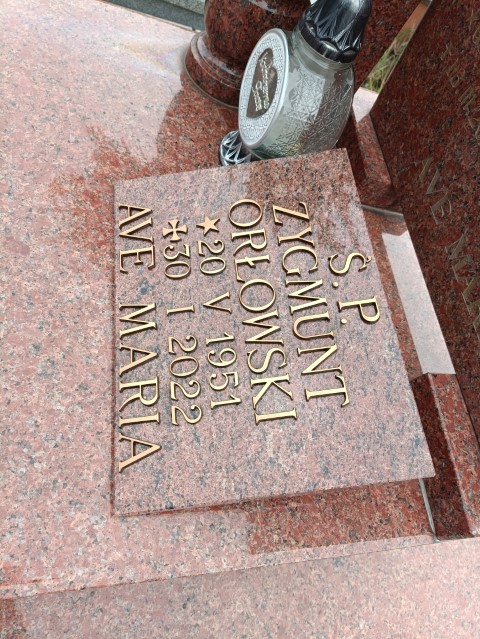 Ś. P.
ZYGMUNT
ORŁOWSKI
★20 V 1951
✠30 I 2022
AVE MARIA